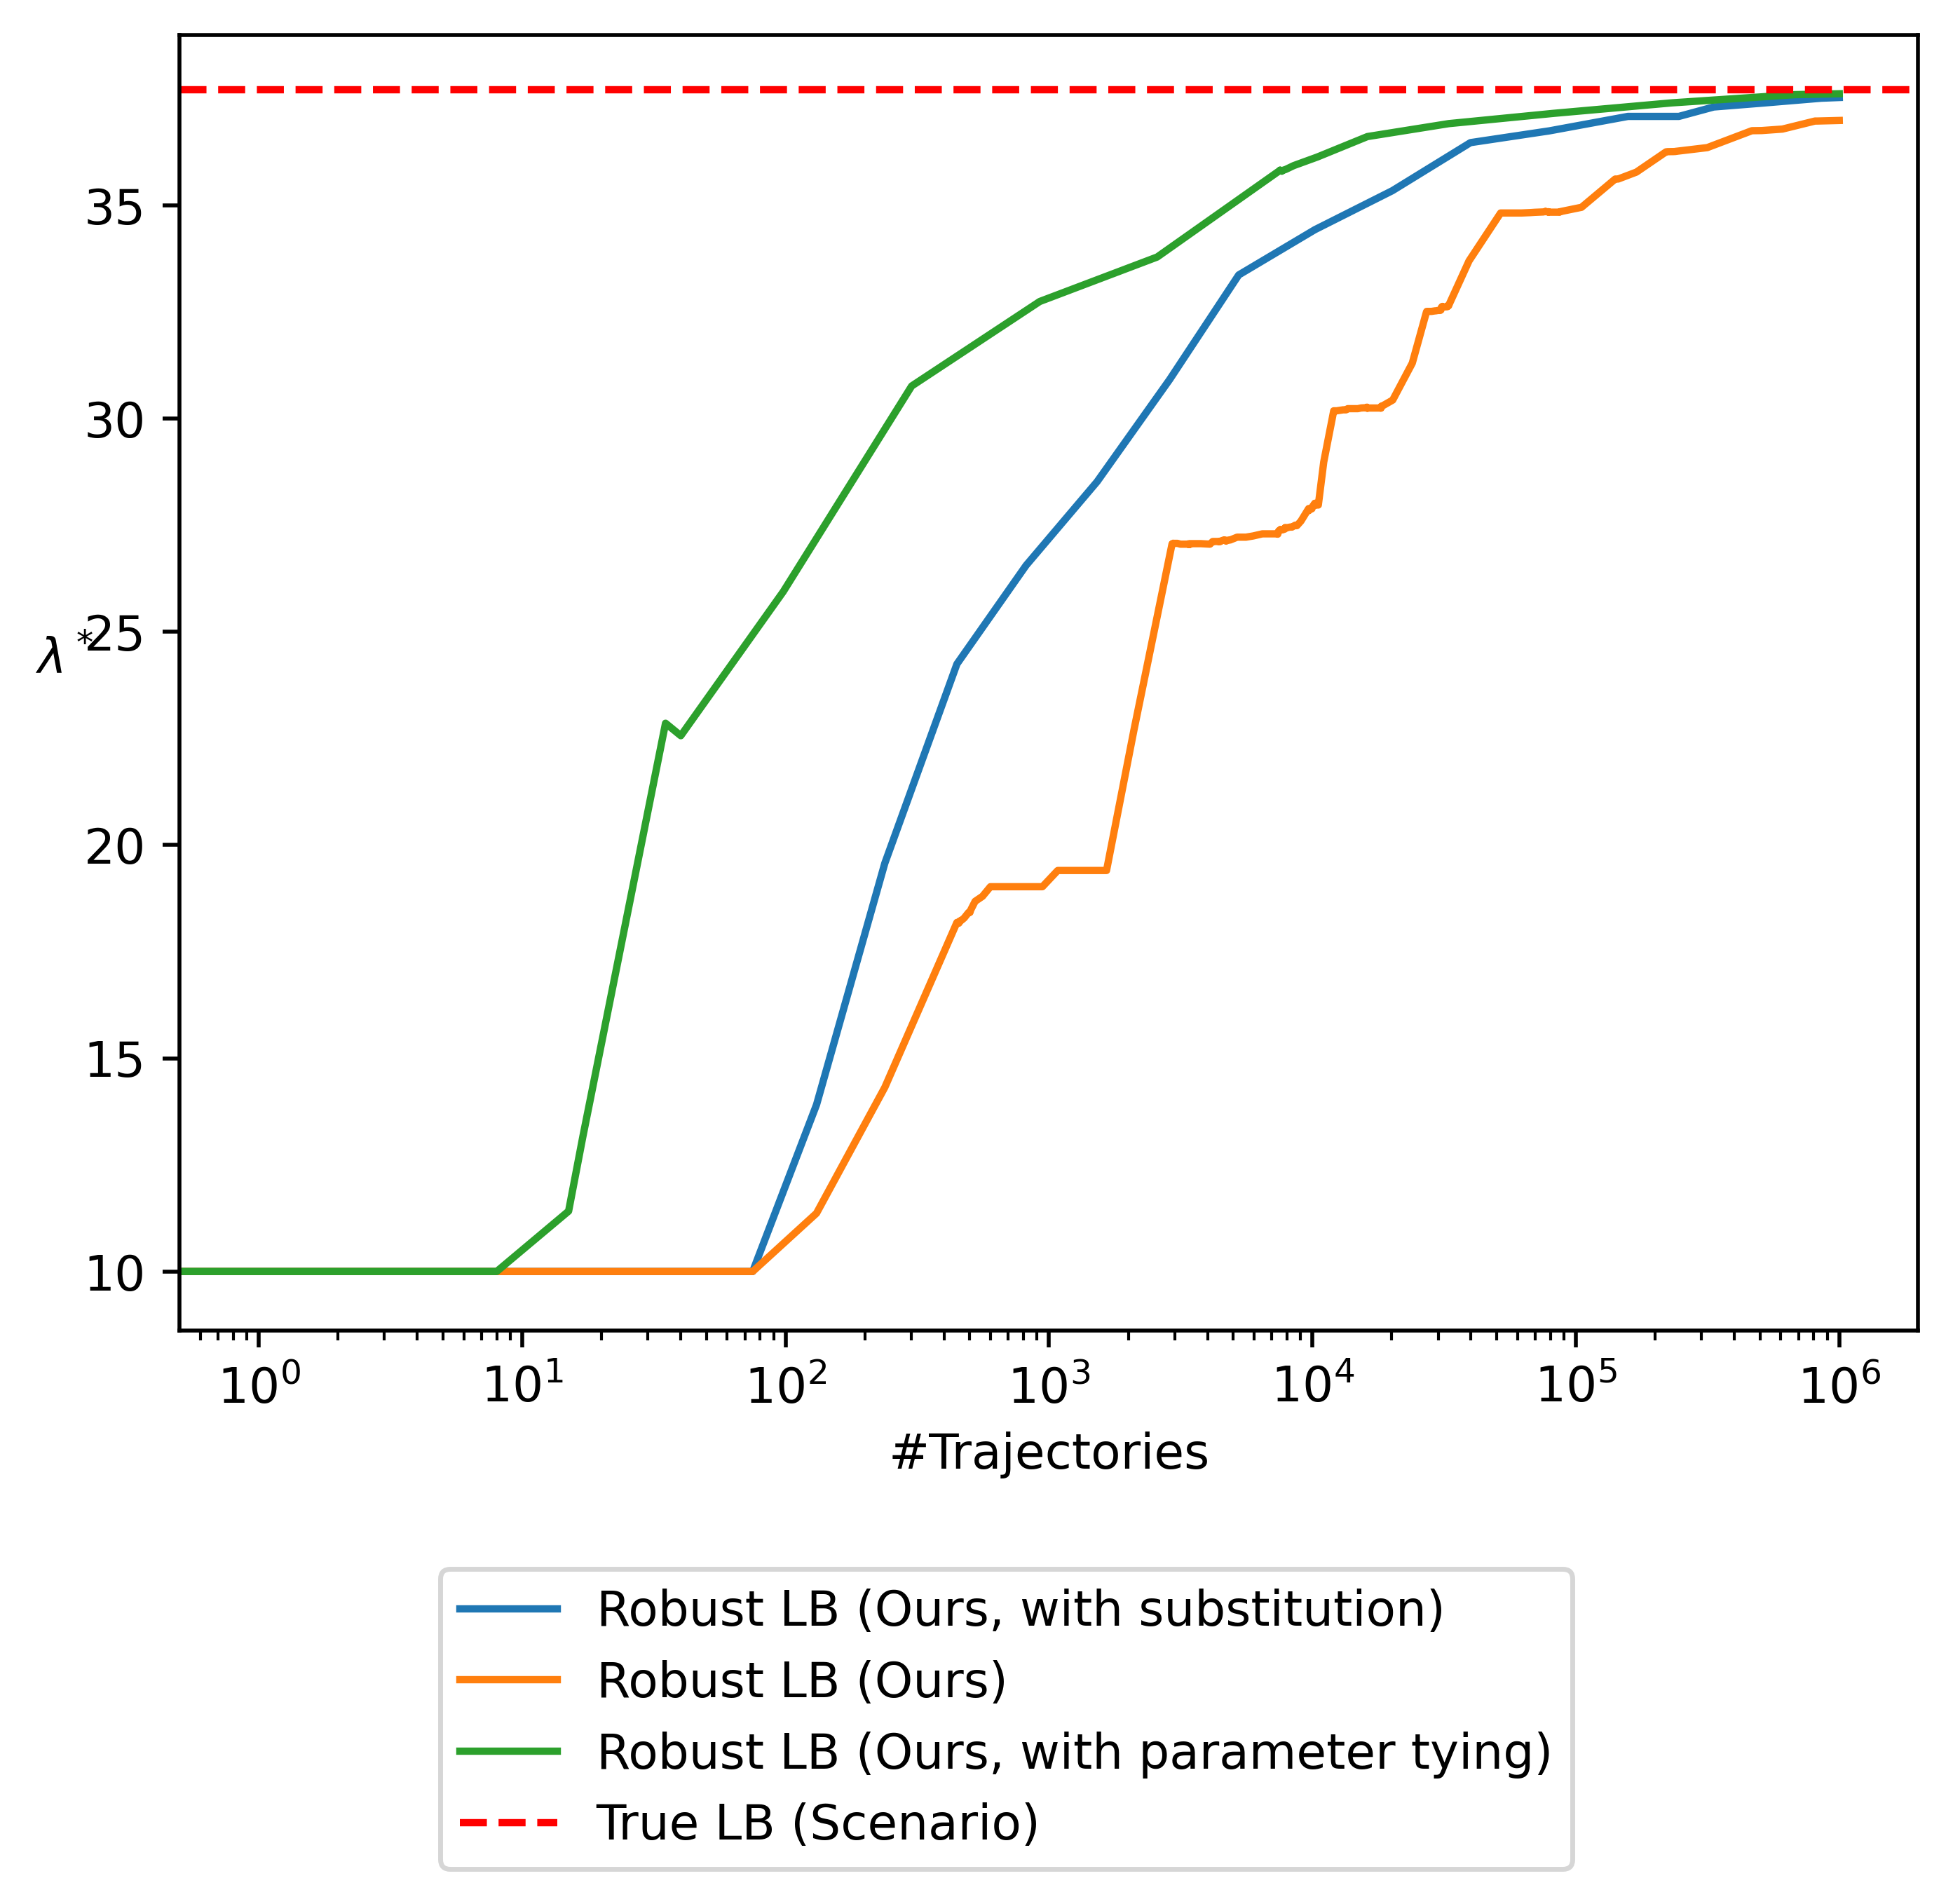 35
30
25
λ*
20
15
10
10⁰ 10¹ 10² 10³ 10⁴ 10⁵ 10⁶
#Trajectories
Robust LB (Ours, with substitution)
Robust LB (Ours)
Robust LB (Ours, with parameter tying)
True LB (Scenario)